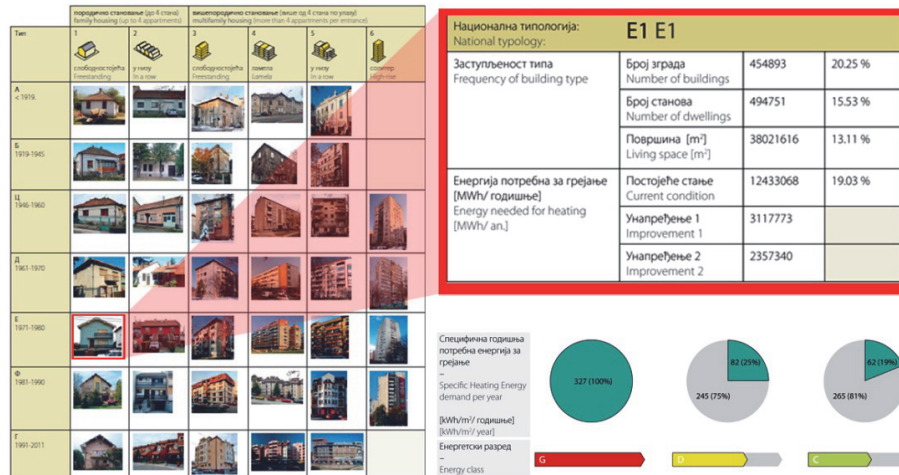 породично становање (до 4 стана)
family housing (up to 4 appartments)
вишепородично становање (више од 4 стана по улазу)
multifamily housing (more than 4 appartments per entrance)
Тип
1
2
3
4
5
6
слободностојећа
Freestanding
у низу
In a row
слободностојећа
Freestanding
ламела
Lamela
у низу
In a row
солитер
High-rise
А
< 1919.
Б
1919-1945
Ц
1946-1960
Д
1961-1970
Е
1971-1980
Ф
1981-1990
Г
1991-2011
Национална типологија:
National typology:
Е1 E1
Заступљеност типа
Frequency of building type
Број зграда
Number of buildings
454893
20.25 %
Број станова
Number of dwellings
494751
15.53 %
Површина [m²]
Living space [m²]
38021616
13.11 %
Енергија потребна за грејање
[MWh/ годишње]
Energy needed for heating
[MWh/ an.]
Постојеће стање
Current condition
12433068
19.03 %
Унапређење 1
Improvement 1
3117773
Унапређење 2
Improvement 2
2357340
Специфична годишња
потребна енергија за
грејање
–
Specific Heating Energy
demand per year
[kWh/m²/ годишње]
[kWh/m²/ year]
327 (100%)
82 (25%)
245 (75%)
62 (19%)
265 (81%)
Енергетски разред
–
Energy class
G
D
C